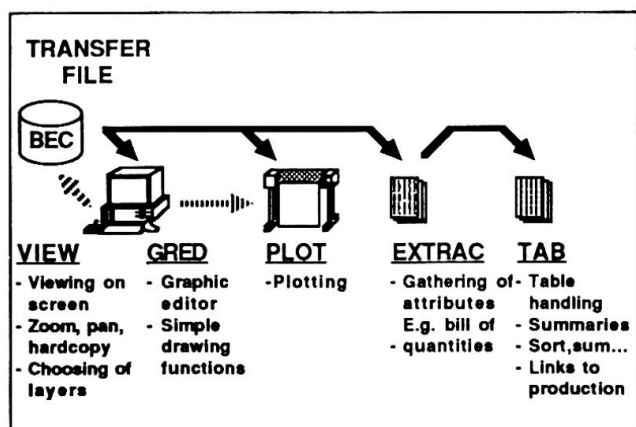 TRANSFER
FILE
BEC
VIEW
- Viewing on
screen
- Zoom, pan,
hardcopy
- Choosing of
layers
GRED
- Graphic
editor
- Simple
drawing
functions
PLOT
-Plotting
EXTRAC
- Gathering of
attributes
E.g. bill of
- quantities
TAB
- Table
handling
- Summaries
- Sort,sum...
- Links to
production